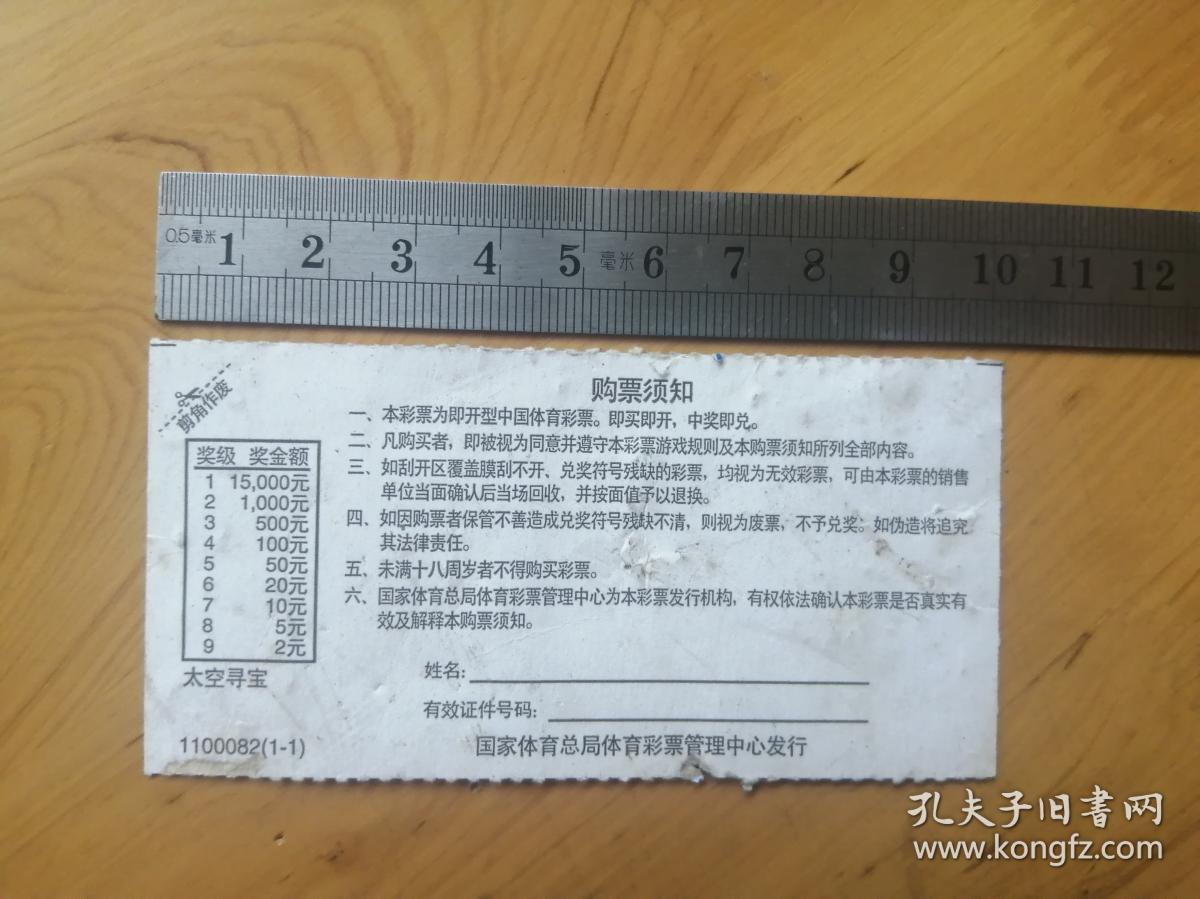 0.5毫米 1 2 3 4 5 毫米 6 7 8 9 10 11 12
剪角作废
奖级 奖金额
1 15,000元
2 1,000元
3 500元
4 100元
5 50元
6 20元
7 10元
8 5元
9 2元
太空寻宝
1100082(1-1)
购票须知
一、本彩票为即开型中国体育彩票。即买即开，中奖即兑。
二、凡购买者，即被视为同意并遵守本彩票游戏规则及本购票须知所列全部内容。
三、如刮开区覆盖膜刮不开、兑奖符号残缺的彩票，均视为无效彩票，可由本彩票的销售
单位当面确认后当场回收，并按面值予以退换。
四、如因购票者保管不善造成兑奖符号残缺不清，则视为废票，不予兑奖。如伪造将追究
其法律责任。
五、未满十八周岁者不得购买彩票。
六、国家体育总局体育彩票管理中心为本彩票发行机构，有权依法确认本彩票是否真实有
效及解释本购票须知。
姓名:
有效证件号码:
国家体育总局体育彩票管理中心发行
孔夫子旧书网
www.kongfz.com